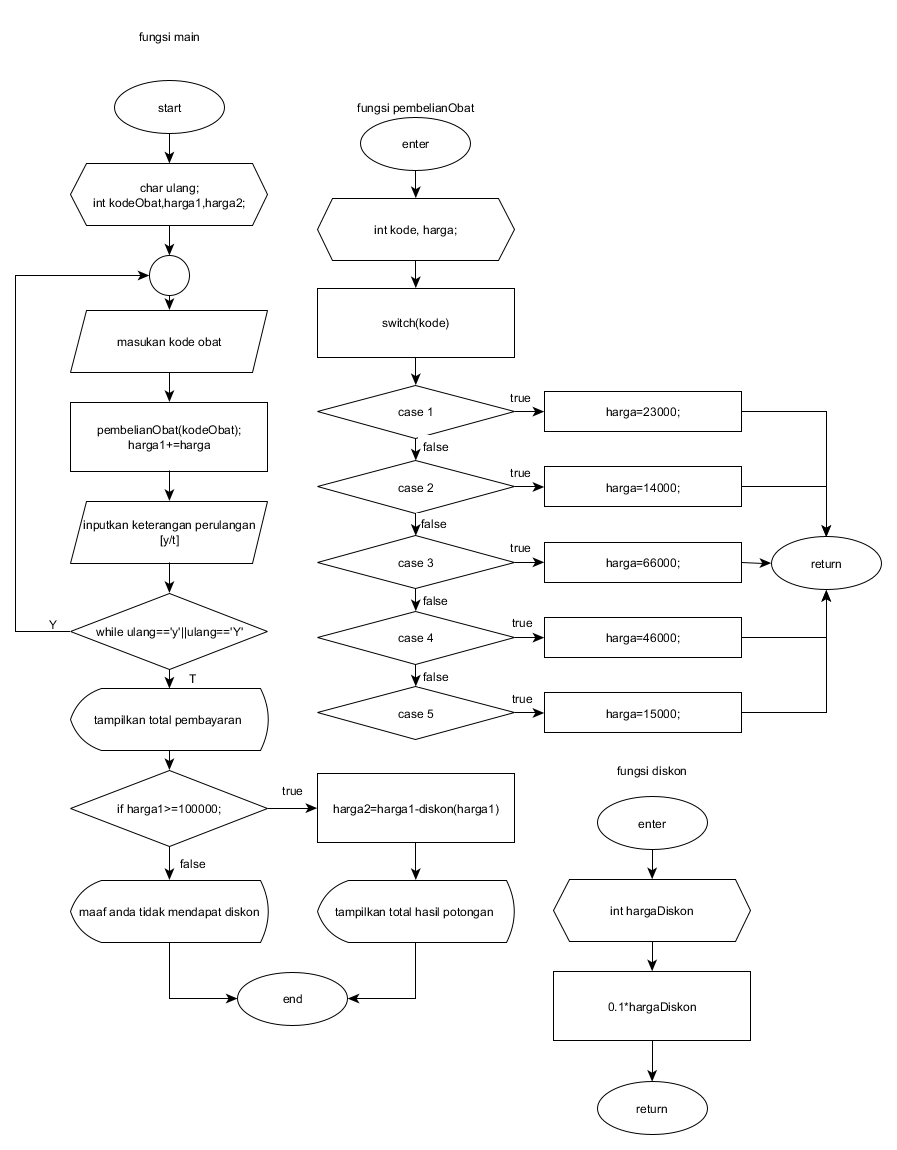 fungsi main
start
char ulang;
int kodeObat,harga1,harga2;
masukan kode obat
pembelianObat(kodeObat);
harga1+=harga
inputkan keterangan perulangan
[y/t]
while ulang=='y'||ulang=='Y'
Y
T
tampilkan total pembayaran
if harga1>=100000;
true
harga2=harga1-diskon(harga1)
false
maaf anda tidak mendapat diskon
tampilkan total hasil potongan
end
fungsi pembelianObat
enter
int kode, harga;
switch(kode)
case 1
true
harga=23000;
false
case 2
true
harga=14000;
false
case 3
true
harga=66000;
false
case 4
true
harga=46000;
false
case 5
true
harga=15000;
return
fungsi diskon
enter
int hargaDiskon
0.1*hargaDiskon
return